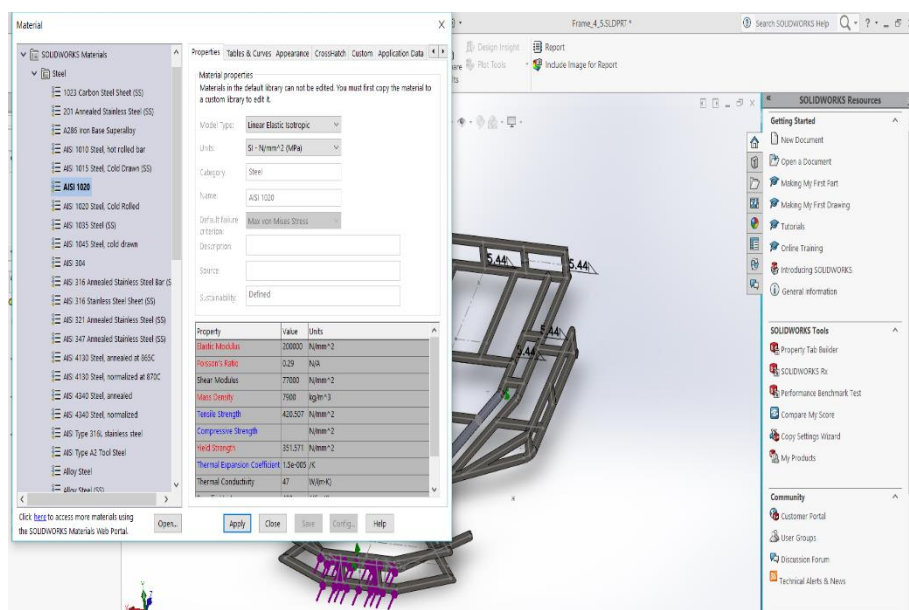 Material
X
Frame_4_5.SLDPRT *
Search SOLIDWORKS Help
SOLIDWORKS Materials
Steel
1023 Carbon Steel Sheet (SS)
201 Annealed Stainless Steel (SS)
A286 Iron Base Superalloy
AISI 1010 Steel, hot rolled bar
AISI 1015 Steel, Cold Drawn (SS)
AISI 1020
AISI 1020 Steel, Cold Rolled
AISI 1035 Steel (SS)
AISI 1045 Steel, cold drawn
AISI 304
AISI 316 Annealed Stainless Steel Bar (S
AISI 316 Stainless Steel Sheet (SS)
AISI 321 Annealed Stainless Steel (SS)
AISI 347 Annealed Stainless Steel (SS)
AISI 4130 Steel, annealed at 865C
AISI 4130 Steel, normalized at 870C
AISI 4340 Steel, annealed
AISI 4340 Steel, normalized
AISI Type 316L stainless steel
AISI Type A2 Tool Steel
Alloy Steel
Alloy Steel (SS)
Click here to access more materials using
the SOLIDWORKS Materials Web Portal.
Open...
Properties Tables & Curves Appearance CrossHatch Custom Application Data
Material properties
Materials in the default library can not be edited. You must first copy the material to
a custom library to edit it.
Model Type: Linear Elastic Isotropic
Units: SI - N/mm^2 (MPa)
Category: Steel
Name: AISI 1020
Default failure
criterion: Max von Mises Stress
Description:
Source:
Sustainability: Defined
Property Value Units
Elastic Modulus 200000 N/mm^2
Poisson's Ratio 0.29 N/A
Shear Modulus 77000 N/mm^2
Mass Density 7900 kg/m^3
Tensile Strength 420.507 N/mm^2
Compressive Strength N/mm^2
Yield Strength 351.571 N/mm^2
Thermal Expansion Coefficient 1.5e-005 /K
Thermal Conductivity 47 W/(m·K)
Apply Close Save Config... Help
Design Insight
Plot Tools
Report
Include Image for Report
5.44
5.44
5.44
5.44
SOLIDWORKS Resources
Getting Started
New Document
Open a Document
Making My First Part
Making My First Drawing
Tutorials
Online Training
Introducing SOLIDWORKS
General Information
SOLIDWORKS Tools
Property Tab Builder
SOLIDWORKS Rx
Performance Benchmark Test
Compare My Score
Copy Settings Wizard
My Products
Community
Customer Portal
User Groups
Discussion Forum
Technical Alerts & News